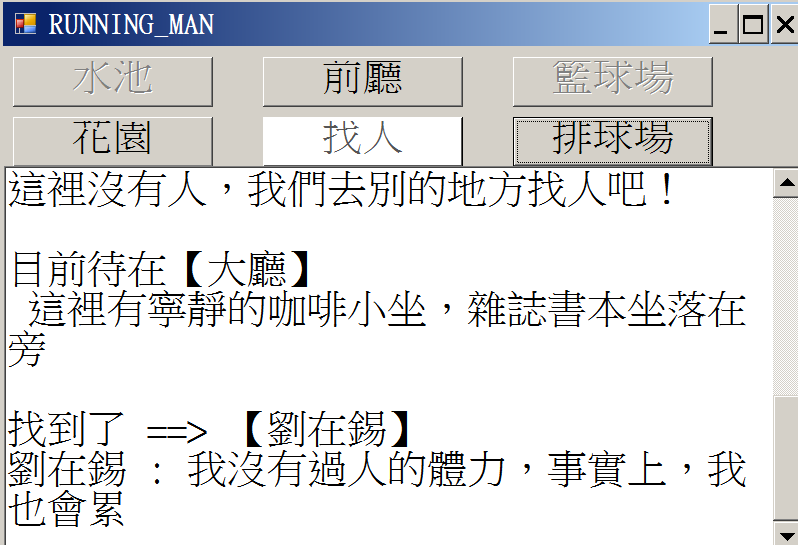 RUNNING_MAN
水池 前廳 籃球場
花園 找人 排球場
這裡沒有人，我們去別的地方找人吧！
目前待在【大廳】
這裡有寧靜的咖啡小坐，雜誌書本坐落在
旁
找到了 ==> 【劉在錫】
劉在錫 : 我沒有過人的體力，事實上，我
也會累